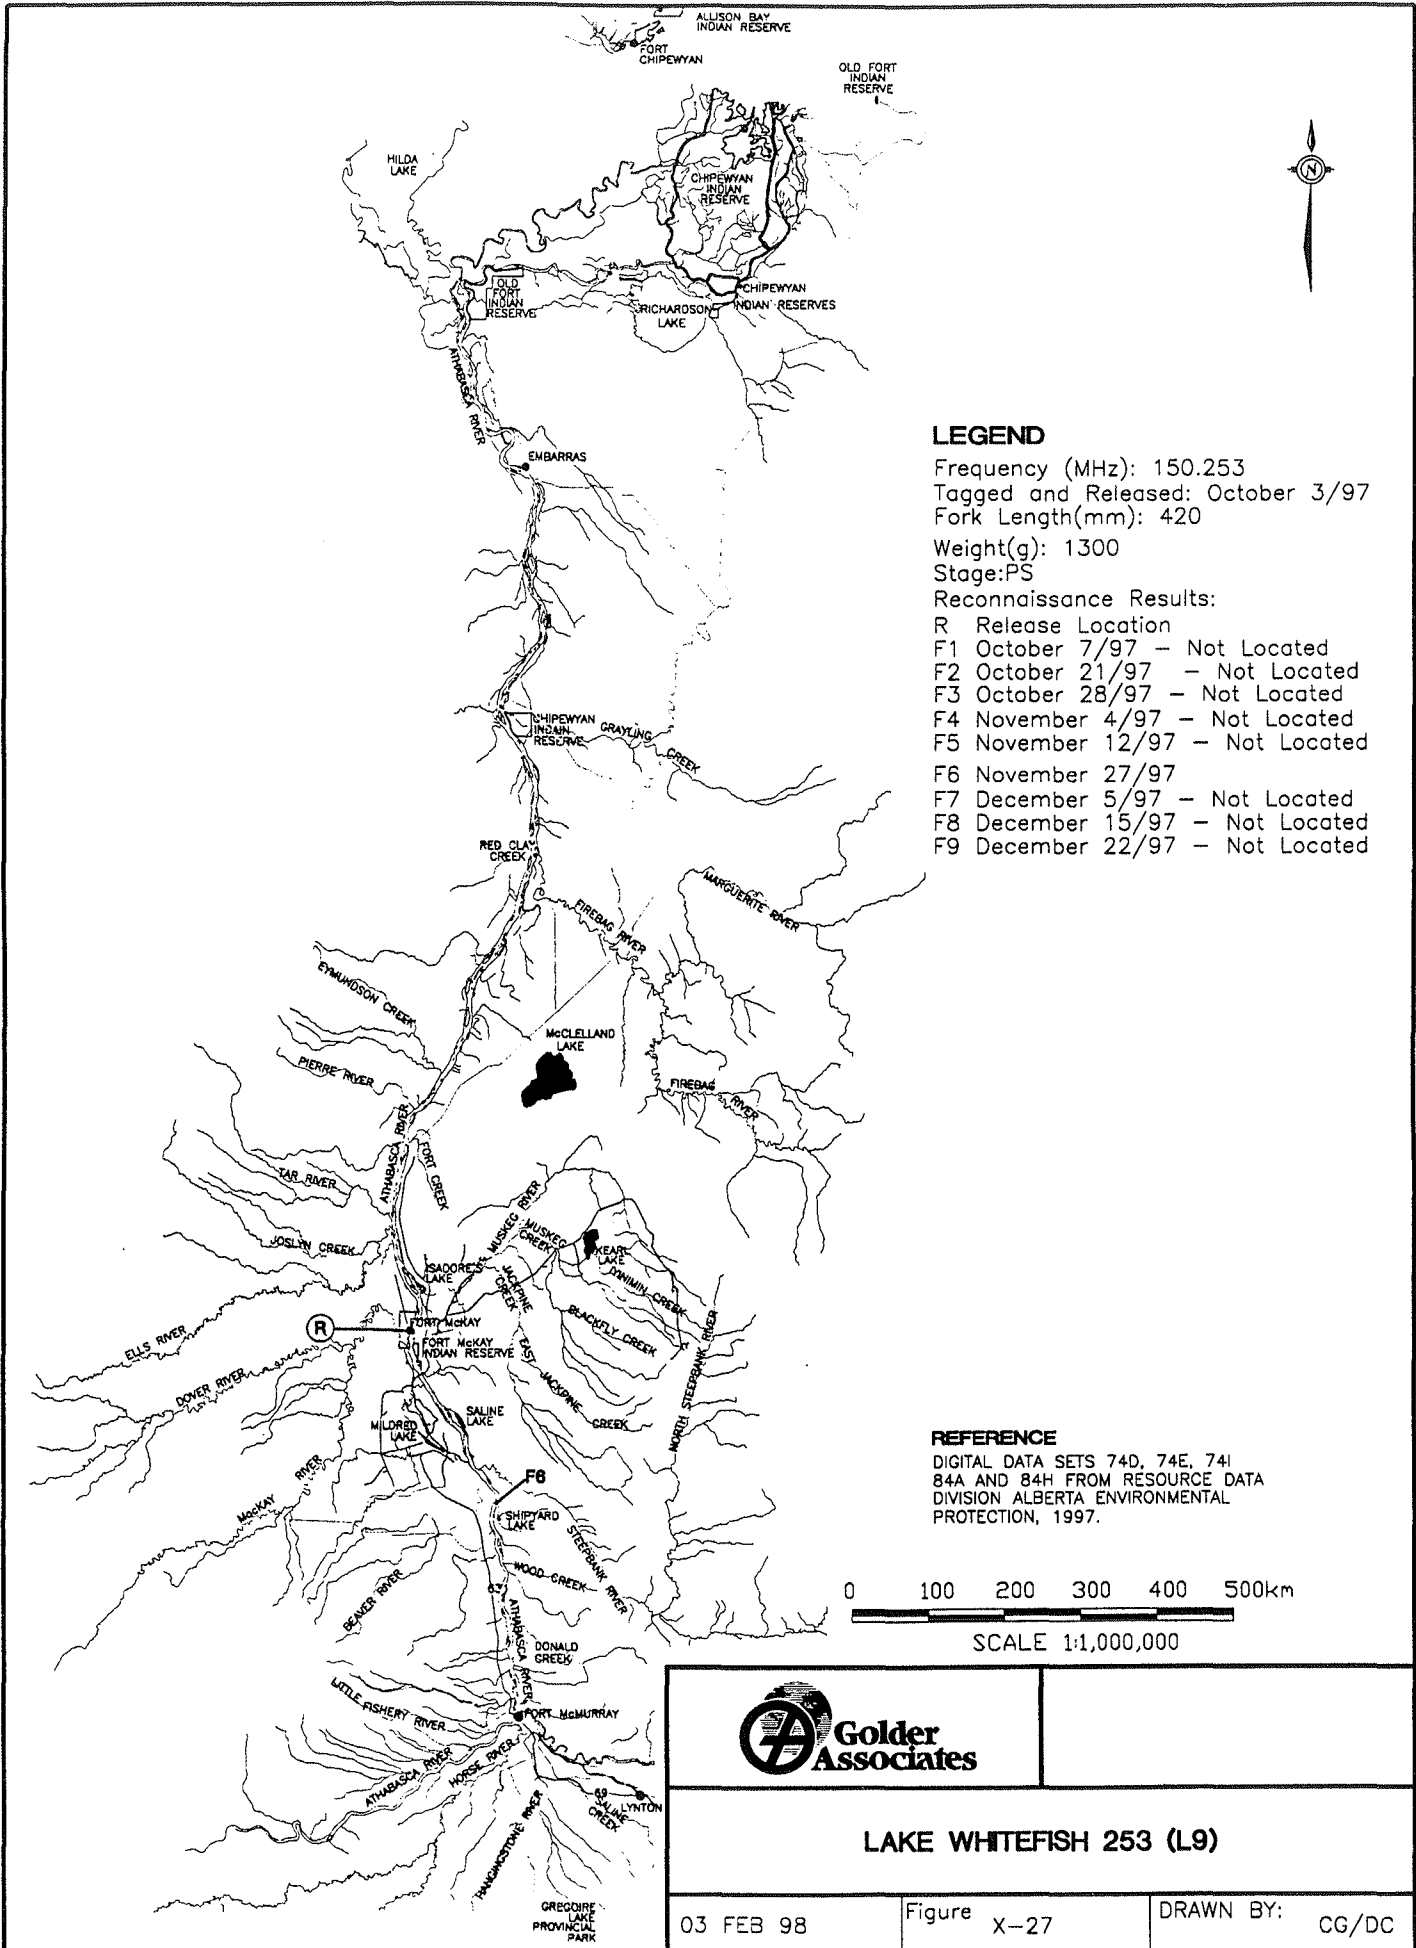 ALLISON BAY
INDIAN RESERVE
FORT
CHIPEWYAN
OLD FORT
INDIAN
RESERVE
HILDA
LAKE
N
CHIPEWYAN
INDIAN
RESERVE
OLD
FORT
INDIAN
RESERVE
CHIPEWYAN
INDIAN RESERVES
RICHARDSON
LAKE
ATHABASCA RIVER
EMBARRAS
LEGEND
Frequency (MHz): 150.253
Tagged and Released: October 3/97
Fork Length(mm): 420
Weight(g): 1300
Stage:PS
Reconnaissance Results:
R Release Location
F1 October 7/97 – Not Located
F2 October 21/97 – Not Located
F3 October 28/97 – Not Located
F4 November 4/97 – Not Located
F5 November 12/97 – Not Located
F6 November 27/97
F7 December 5/97 – Not Located
F8 December 15/97 – Not Located
F9 December 22/97 – Not Located
CHIPEWYAN
INDAIN
RESERVE
GRAYLING CREEK
RED CLAY
CREEK
MARGUERITE RIVER
FIREBAG RIVER
EYMUNDSON CREEK
McCLELLAND
LAKE
PIERRE RIVER
FIREBAG RIVER
ATHABASCA RIVER
FORT CREEK
TAR RIVER
JOSLYN CREEK
MUSKEG RIVER
MUSKEG
CREEK
KEARL
LAKE
ISADORE'S
LAKE
JACKPINE
CREEK
IYINIMIN CREEK
BLACKFLY CREEK
R
FORT McKAY
FORT McKAY
INDIAN RESERVE
ELLS RIVER
DOVER RIVER
EAST JACKPINE CREEK
NORTH STEEPBANK RIVER
SALINE
LAKE
MILDRED
LAKE
McKAY RIVER
F6
SHIPYARD
LAKE
STEEPBANK RIVER
WOOD CREEK
BEAVER RIVER
63
ATHABASCA RIVER
DONALD
CREEK
REFERENCE
DIGITAL DATA SETS 74D, 74E, 74I
84A AND 84H FROM RESOURCE DATA
DIVISION ALBERTA ENVIRONMENTAL
PROTECTION, 1997.
0 100 200 300 400 500km
SCALE 1:1,000,000
LITTLE FISHERY RIVER
FORT McMURRAY
ATHABASCA RIVER
HORSE RIVER
HANGINGSTONE RIVER
69
SALINE
CREEK
LYNTON
GREGOIRE
LAKE
PROVINCIAL
PARK
Golder
Associates
LAKE WHITEFISH 253 (L9)
03 FEB 98
Figure X–27
DRAWN BY: CG/DC